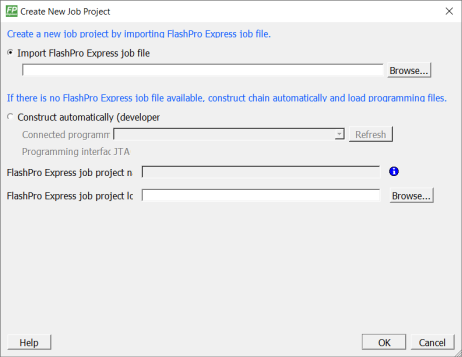 FP Create New Job Project
Create a new job project by importing FlashPro Express job file.
Import FlashPro Express job file
Browse...
If there is no FlashPro Express job file available, construct chain automatically and load programming files.
Construct automatically (developer
Connected programm
Refresh
Programming interfac JTA
FlashPro Express job project n
FlashPro Express job project lc
Browse...
Help
OK
Cancel